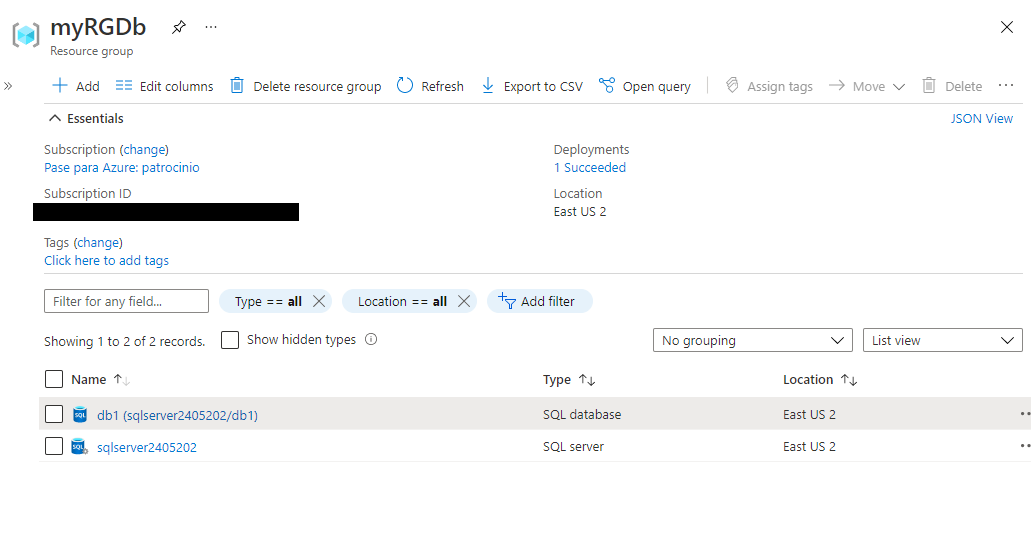 myRGDb
Resource group
Add Edit columns Delete resource group Refresh Export to CSV Open query Assign tags Move Delete
Essentials JSON View
Subscription (change) Deployments
Pase para Azure: patrocinio 1 Succeeded
Subscription ID Location
East US 2
Tags (change)
Click here to add tags
Filter for any field... Type == all Location == all Add filter
Showing 1 to 2 of 2 records. Show hidden types No grouping List view
Name Type Location
SQL db1 (sqlserver2405202/db1) SQL database East US 2
SQL sqlserver2405202 SQL server East US 2